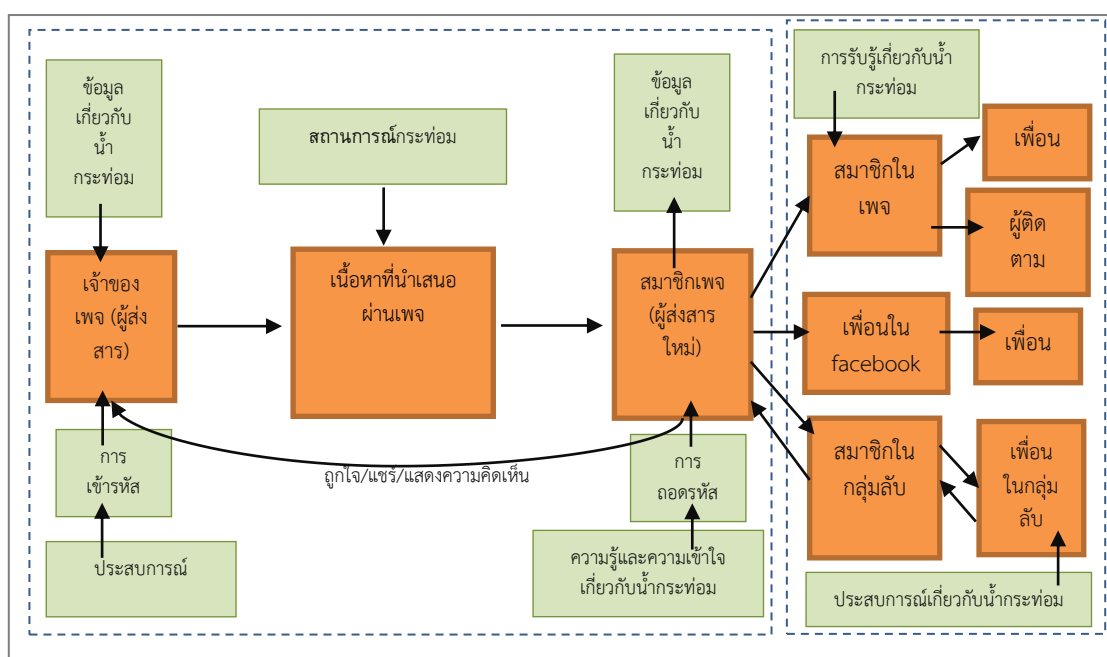 ข้อมูล
เกี่ยวกับ
น้ำ
กระท่อม
สถานการณ์กระท่อม
ข้อมูล
เกี่ยวกับ
น้ำ
กระท่อม
การรับรู้เกี่ยวกับน้ำ
กระท่อม
เจ้าของ
เพจ (ผู้ส่ง
สาร)
เนื้อหาที่นำเสนอ
ผ่านเพจ
สมาชิกเพจ
(ผู้ส่งสาร
ใหม่)
สมาชิกใน
เพจ
เพื่อน
ผู้ติด
ตาม
เพื่อนใน
facebook
เพื่อน
สมาชิกใน
กลุ่มลับ
เพื่อน
ในกลุ่ม
ลับ
การ
เข้ารหัส
ถูกใจ/แชร์/แสดงความคิดเห็น
การ
ถอดรหัส
ประสบการณ์
ความรู้และความเข้าใจ
เกี่ยวกับน้ำกระท่อม
ประสบการณ์เกี่ยวกับน้ำกระท่อม